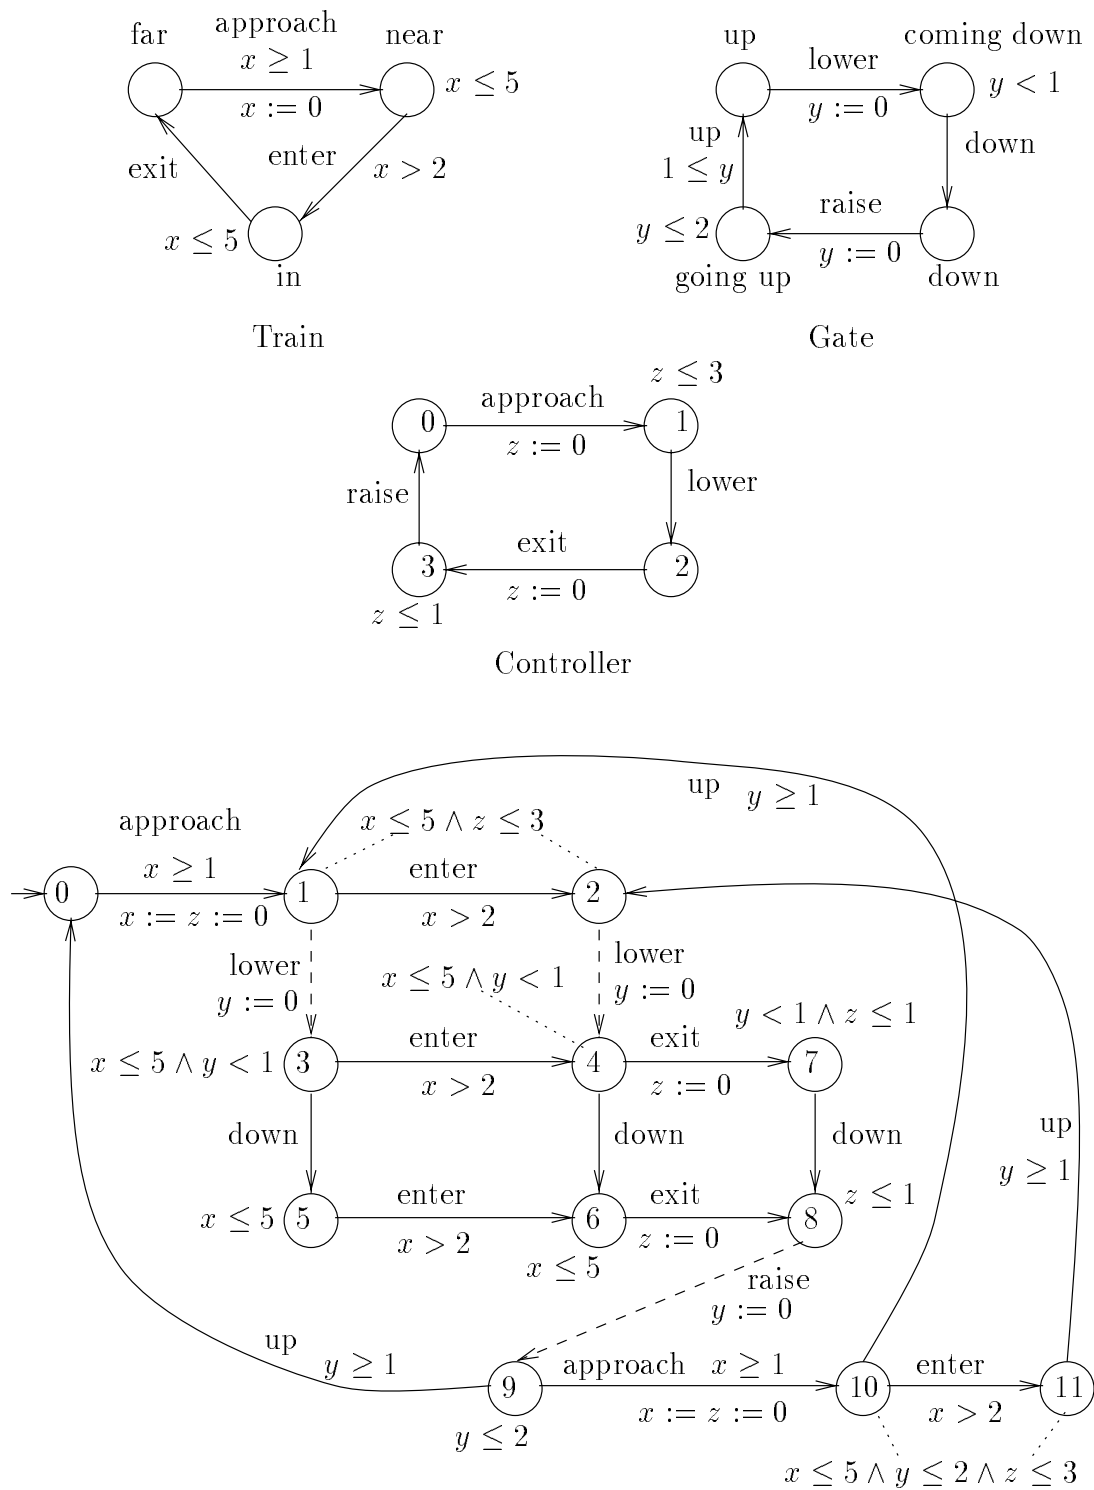 far
approach
near
x ≥ 1
x := 0
x ≤ 5
exit
enter
x > 2
x ≤ 5
in
Train
up
lower
coming down
y := 0
y < 1
up
1 ≤ y
down
raise
y := 0
y ≤ 2
going up
down
Gate
z ≤ 3
0
approach
z := 0
1
raise
lower
exit
3
z := 0
2
z ≤ 1
Controller
up y ≥ 1
approach
x ≤ 5 ∧ z ≤ 3
0
x ≥ 1
x := z := 0
1
enter
x > 2
2
lower
y := 0
x ≤ 5 ∧ y < 1
lower
y := 0
y < 1 ∧ z ≤ 1
x ≤ 5 ∧ y < 1
3
enter
x > 2
4
exit
z := 0
7
down
down
down
up
y ≥ 1
x ≤ 5
5
enter
x > 2
6
x ≤ 5
exit
z := 0
8
z ≤ 1
raise
y := 0
up y ≥ 1
9
y ≤ 2
approach x ≥ 1
x := z := 0
10
enter
x > 2
11
x ≤ 5 ∧ y ≤ 2 ∧ z ≤ 3